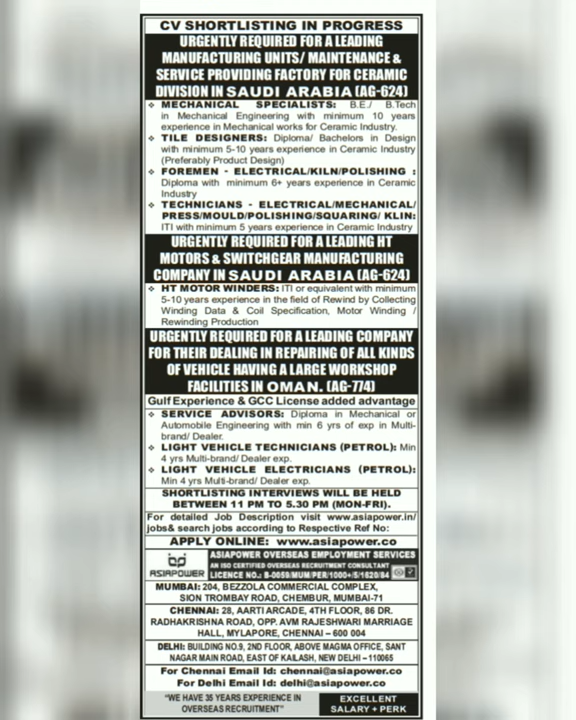 CV SHORTLISTING IN PROGRESS
URGENTLY REQUIRED FOR A LEADING
MANUFACTURING UNITS/ MAINTENANCE &
SERVICE PROVIDING FACTORY FOR CERAMIC
DIVISION IN SAUDI ARABIA (AG-624)
❖ MECHANICAL SPECIALISTS: B.E./ B.Tech
in Mechanical Engineering with minimum 10 years
experience in Mechanical works for Ceramic Industry.
❖ TILE DESIGNERS: Diploma/ Bachelors in Design
with minimum 5-10 years experience in Ceramic Industry
(Preferably Product Design)
❖ FOREMEN - ELECTRICAL/KILN/POLISHING :
Diploma with minimum 6+ years experience in Ceramic
Industry
❖ TECHNICIANS - ELECTRICAL/MECHANICAL/
PRESS/MOULD/POLISHING/SQUARING/ KLIN:
ITI with minimum 5 years experience in Ceramic Industry
URGENTLY REQUIRED FOR A LEADING HT
MOTORS & SWITCHGEAR MANUFACTURING
COMPANY IN SAUDI ARABIA (AG-624)
❖ HT MOTOR WINDERS: ITI or equivalent with minimum
5-10 years experience in the field of Rewind by Collecting
Winding Data & Coil Specification, Motor Winding /
Rewinding Production
URGENTLY REQUIRED FOR A LEADING COMPANY
FOR THEIR DEALING IN REPAIRING OF ALL KINDS
OF VEHICLE HAVING A LARGE WORKSHOP
FACILITIES IN OMAN. (AG-774)
Gulf Experience & GCC License added advantage
❖ SERVICE ADVISORS: Diploma in Mechanical or
Automobile Engineering with min 6 yrs of exp in Multi-
brand/ Dealer.
❖ LIGHT VEHICLE TECHNICIANS (PETROL): Min
4 yrs Multi-brand/ Dealer exp.
❖ LIGHT VEHICLE ELECTRICIANS (PETROL):
Min 4 yrs Multi-brand/ Dealer exp.
SHORTLISTING INTERVIEWS WILL BE HELD
BETWEEN 11 PM TO 5.30 PM (MON-FRI).
For detailed Job Description visit www.asiapower.in/
jobs& search jobs according to Respective Ref No:
APPLY ONLINE: www.asiapower.co
ASIAPOWER
ASIAPOWER OVERSEAS EMPLOYMENT SERVICES
AN ISO CERTIFIED OVERSEAS RECRUITMENT CONSULTANT
LICENCE NO.: B-0059/MUM/PER/1000+/5/1620/84
MUMBAI: 204, BEZZOLA COMMERCIAL COMPLEX,
SION TROMBAY ROAD, CHEMBUR, MUMBAI-71
CHENNAI: 28, AARTI ARCADE, 4TH FLOOR, 86 DR.
RADHAKRISHNA ROAD, OPP. AVM RAJESHWARI MARRIAGE
HALL, MYLAPORE, CHENNAI – 600 004
DELHI: BUILDING NO.9, 2ND FLOOR, ABOVE MAGMA OFFICE, SANT
NAGAR MAIN ROAD, EAST OF KAILASH, NEW DELHI – 110065
For Chennai Email Id: chennai@asiapower.co
For Delhi Email Id: delhi@asiapower.co
"WE HAVE 35 YEARS EXPERIENCE IN
OVERSEAS RECRUITMENT"
EXCELLENT
SALARY + PERK